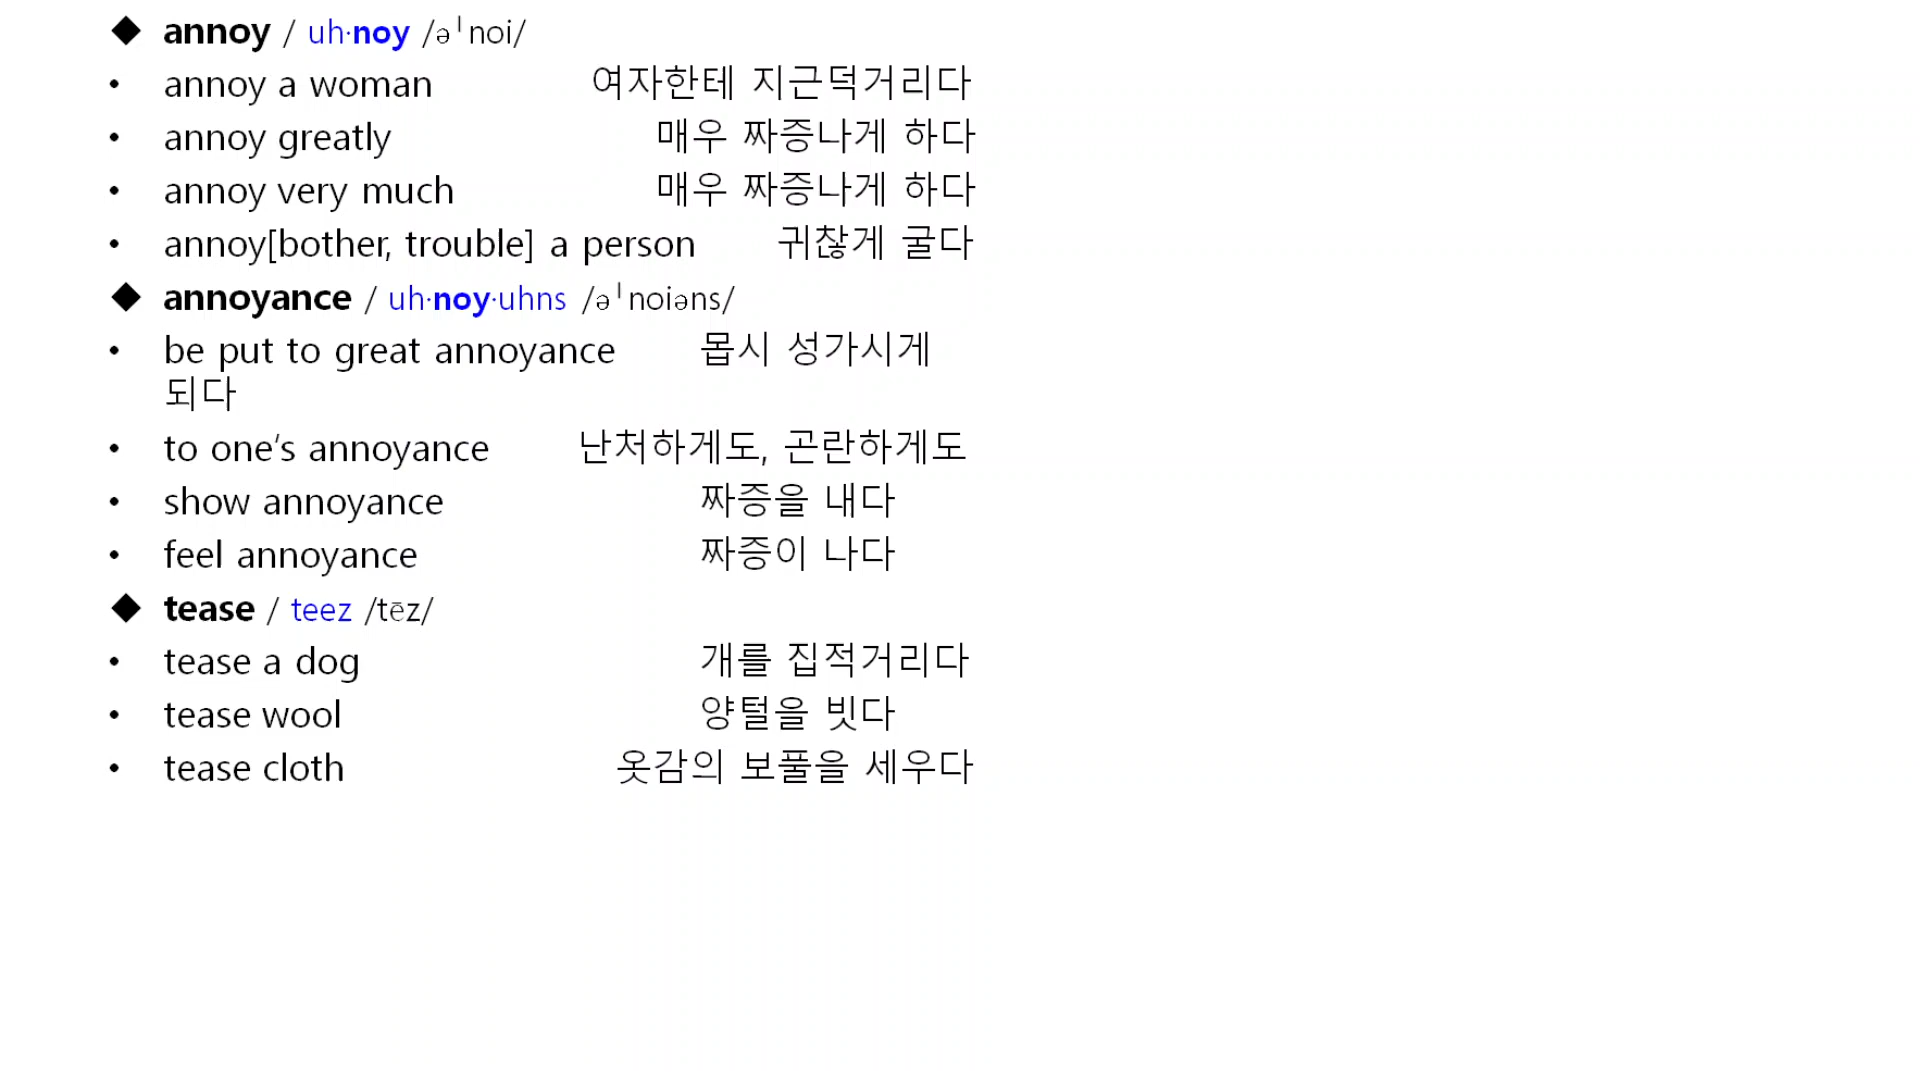 ◆ annoy / uh·noy /əˈnoi/
• annoy a woman 여자한테 지근덕거리다
• annoy greatly 매우 짜증나게 하다
• annoy very much 매우 짜증나게 하다
• annoy[bother, trouble] a person 귀찮게 굴다
◆ annoyance / uh·noy·uhns /əˈnoiəns/
• be put to great annoyance 몹시 성가시게
되다
• to one's annoyance 난처하게도, 곤란하게도
• show annoyance 짜증을 내다
• feel annoyance 짜증이 나다
◆ tease / teez /tēz/
• tease a dog 개를 집적거리다
• tease wool 양털을 빗다
• tease cloth 옷감의 보풀을 세우다